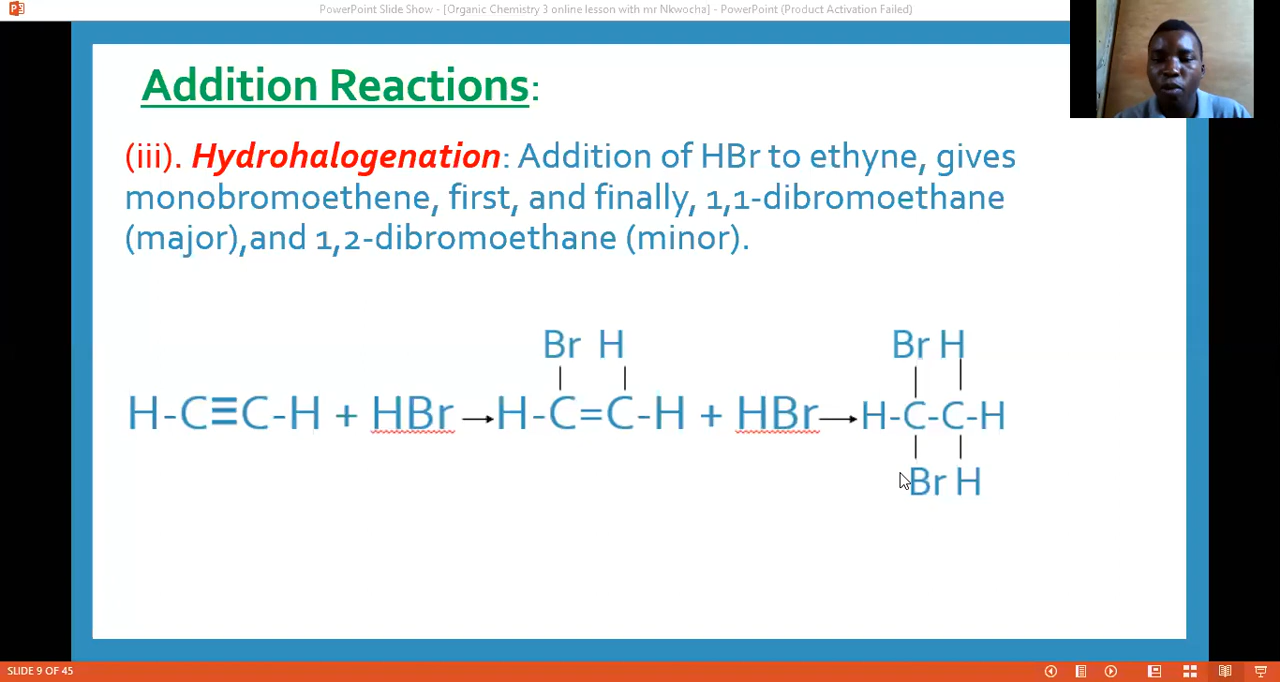 PowerPoint Slide Show - [Organic Chemistry 3 online lesson with mr Nkwocha] - PowerPoint (Product Activation Failed)
Addition Reactions:
(iii). Hydrohalogenation: Addition of HBr to ethyne, gives
monobromoethene, first, and finally, 1,1-dibromoethane
(major),and 1,2-dibromoethane (minor).
Br H Br H
H-C≡C-H + HBr→H-C=C-H + HBr→H-C-C-H
Br H
SLIDE 9 OF 45